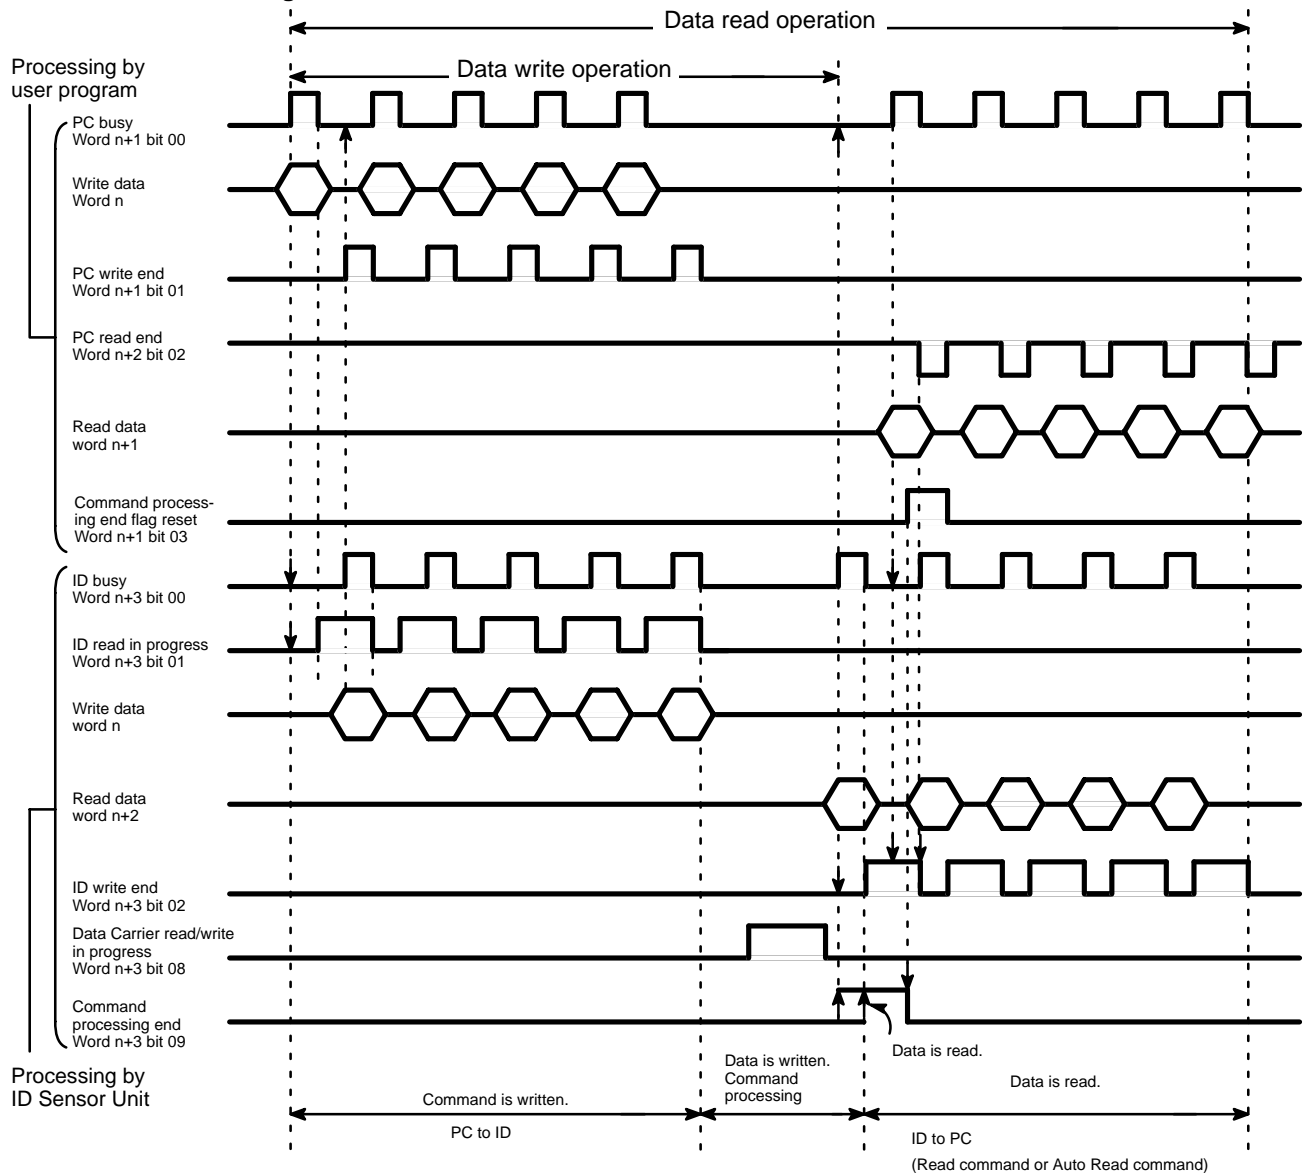 Data read operation
Data write operation
Processing by
user program
PC busy
Word n+1 bit 00
Write data
Word n
PC write end
Word n+1 bit 01
PC read end
Word n+2 bit 02
Read data
word n+1
Command process-
ing end flag reset
Word n+1 bit 03
ID busy
Word n+3 bit 00
ID read in progress
Word n+3 bit 01
Write data
word n
Read data
word n+2
ID write end
Word n+3 bit 02
Data Carrier read/write
in progress
Word n+3 bit 08
Command
processing end
Word n+3 bit 09
Processing by
ID Sensor Unit
Data is read.
Data is written.
Command
processing
Data is read.
Command is written.
PC to ID
ID to PC
(Read command or Auto Read command)